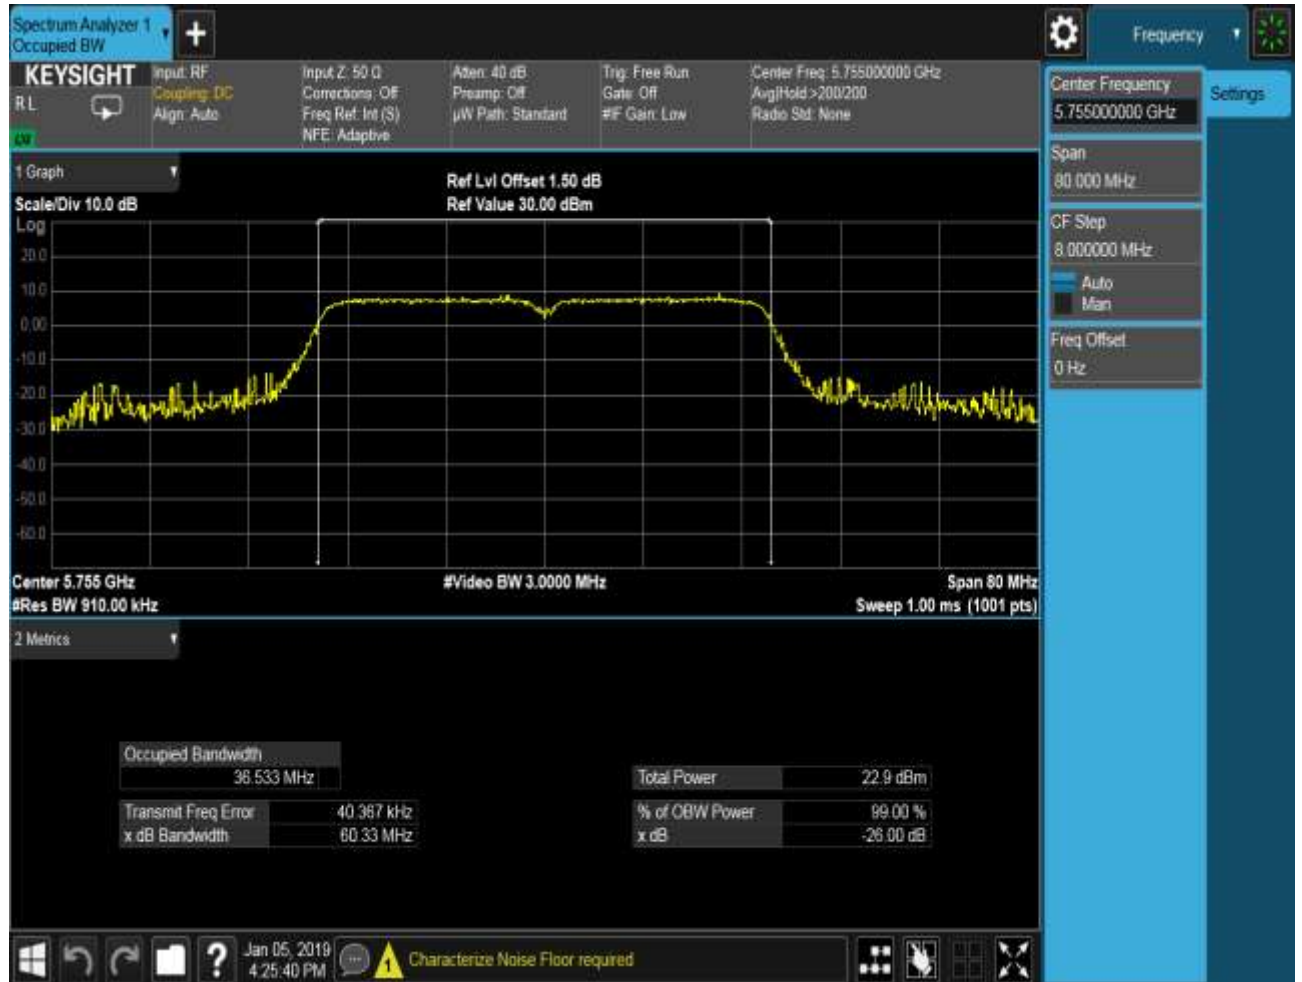 Spectrum Analyzer 1
Occupied BW
Frequency
KEYSIGHT
RL
Input: RF
Coupling: DC
Align: Auto
Input Z: 50 Ω
Corrections: Off
Freq Ref: Int (S)
NFE: Adaptive
Atten: 40 dB
Preamp: Off
µW Path: Standard
Trig: Free Run
Gate: Off
#IF Gain: Low
Center Freq: 5.755000000 GHz
Avg|Hold:>200/200
Radio Std: None
Center Frequency
5.755000000 GHz
Settings
Span
80.000 MHz
CF Step
8.000000 MHz
Auto
Man
Freq Offset
0 Hz
1 Graph
Scale/Div 10.0 dB
Ref Lvl Offset 1.50 dB
Ref Value 30.00 dBm
Log
20.0
10.0
0.00
-10.0
-20.0
-30.0
-40.0
-50.0
-60.0
Center 5.755 GHz
#Video BW 3.0000 MHz
Span 80 MHz
#Res BW 910.00 kHz
Sweep 1.00 ms (1001 pts)
2 Metrics
Occupied Bandwidth
36.533 MHz
Total Power 22.9 dBm
Transmit Freq Error 40.367 kHz
% of OBW Power 99.00 %
x dB Bandwidth 60.33 MHz
x dB -26.00 dB
?
Jan 05, 2019
4:25:40 PM
1
Characterize Noise Floor required